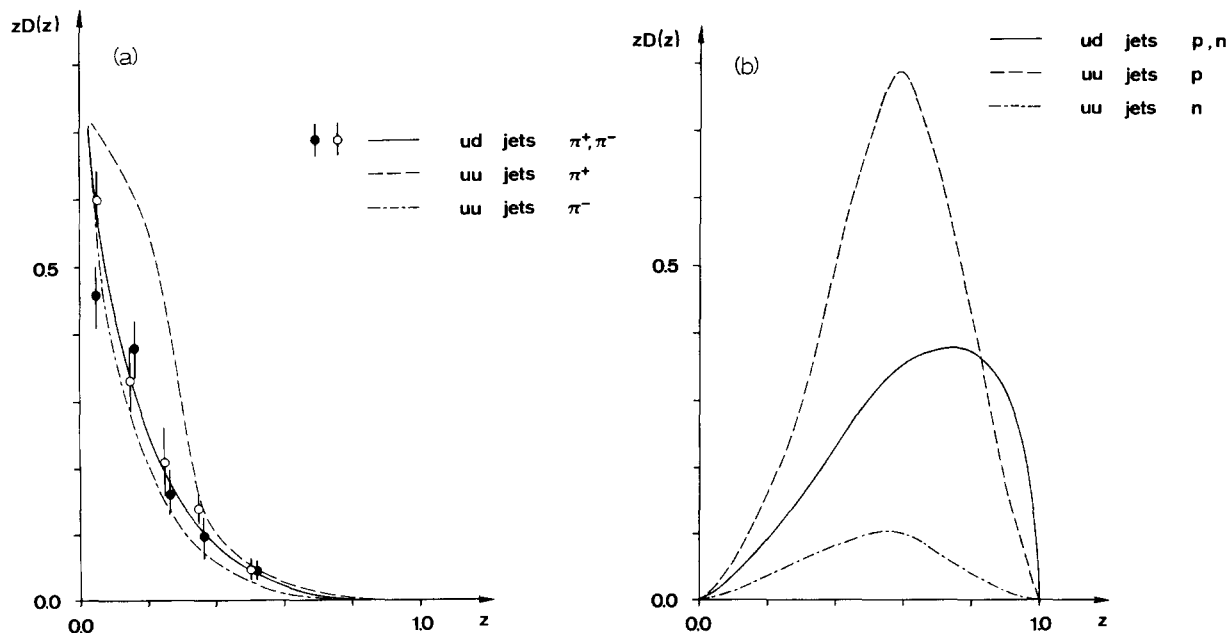 zD(z)
(a)
ud jets π⁺, π⁻
uu jets π⁺
uu jets π⁻
0.5
0.0
0.0
1.0
z
zD(z)
(b)
ud jets p, n
uu jets p
uu jets n
0.5
0.0
0.0
1.0
z